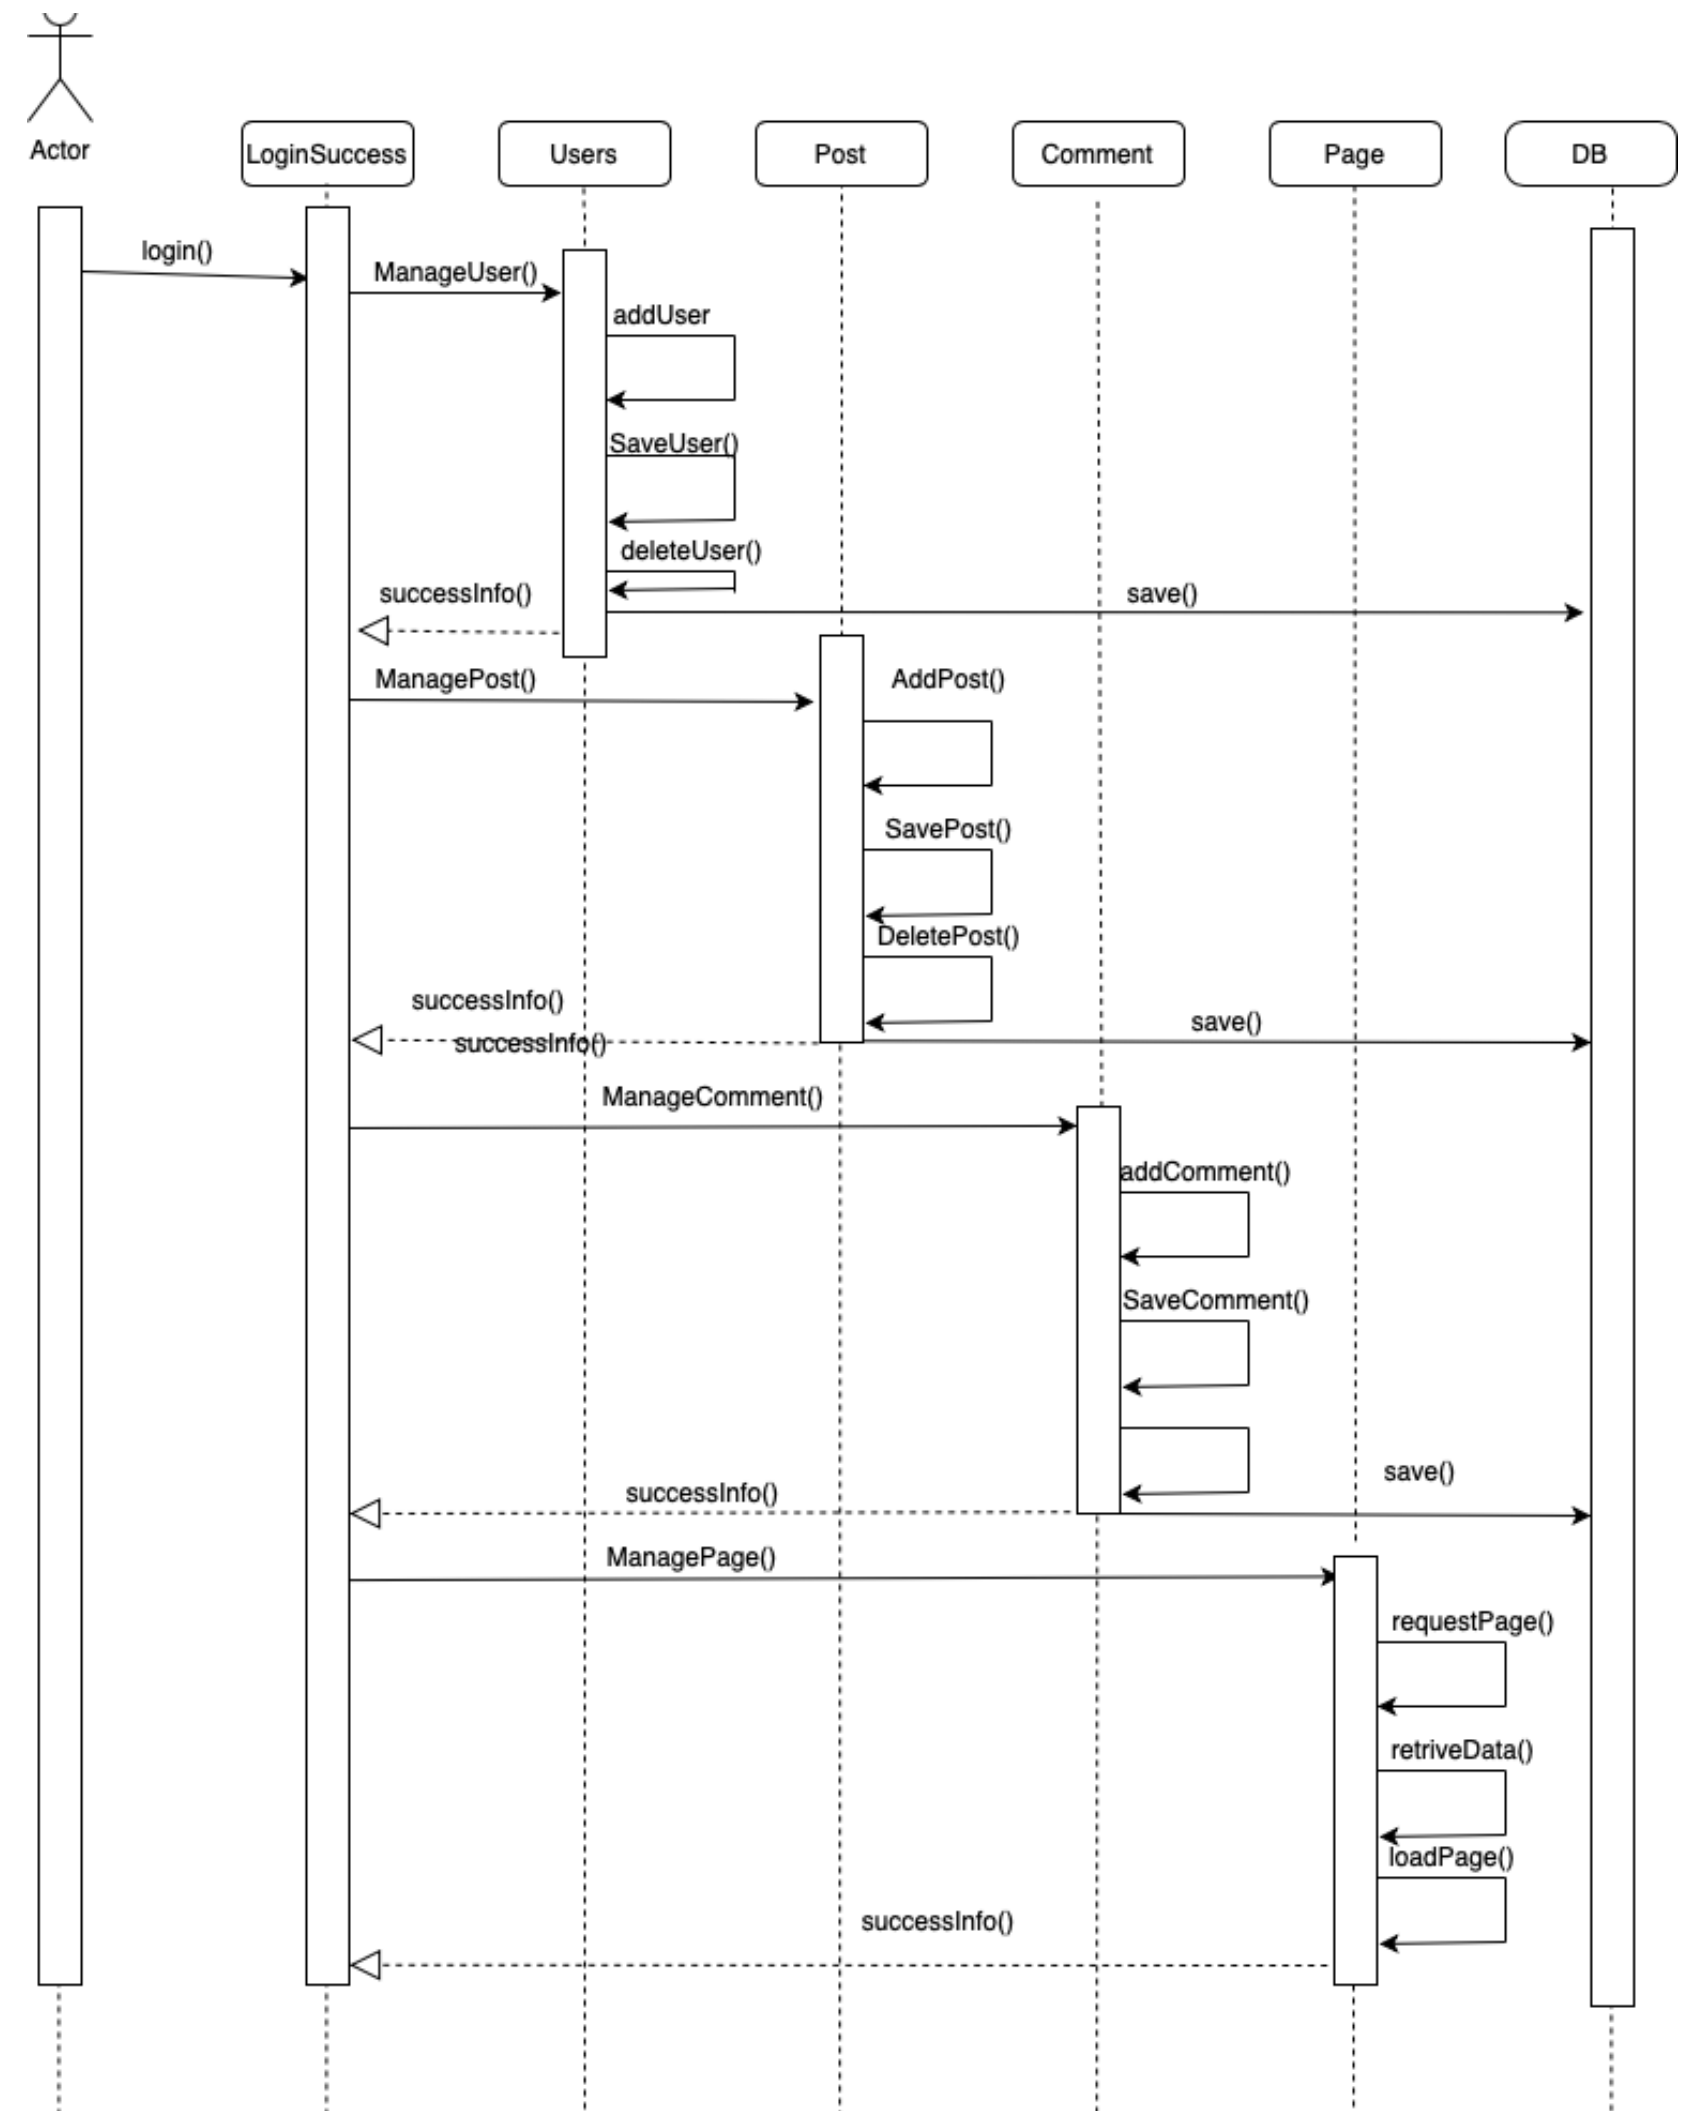 Actor
LoginSuccess
Users
Post
Comment
Page
DB
login()
ManageUser()
addUser
SaveUser()
deleteUser()
successInfo()
save()
ManagePost()
AddPost()
SavePost()
DeletePost()
successInfo()
save()
successInfo()
ManageComment()
addComment()
SaveComment()
save()
successInfo()
ManagePage()
requestPage()
retriveData()
loadPage()
successInfo()